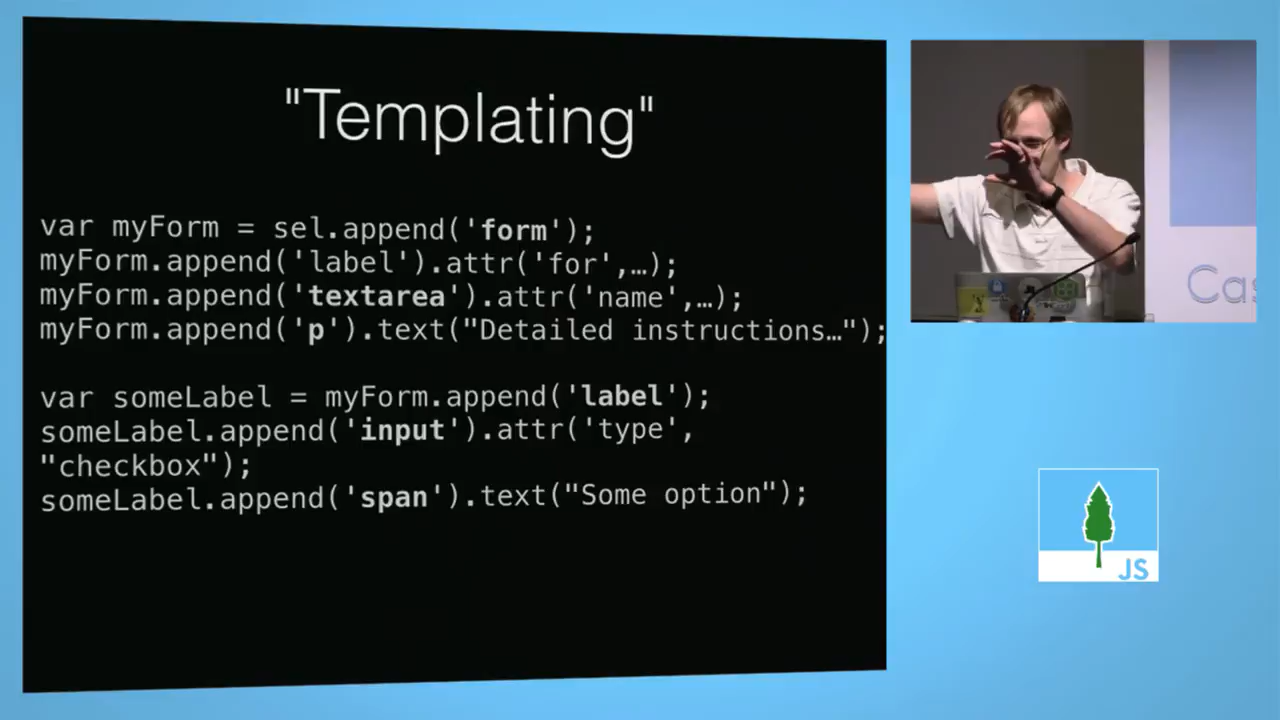 "Templating"
var myForm = sel.append('form');
myForm.append('label').attr('for',…);
myForm.append('textarea').attr('name',…);
myForm.append('p').text("Detailed instructions…");
var someLabel = myForm.append('label');
someLabel.append('input').attr('type',
"checkbox");
someLabel.append('span').text("Some option");
Cas
JS